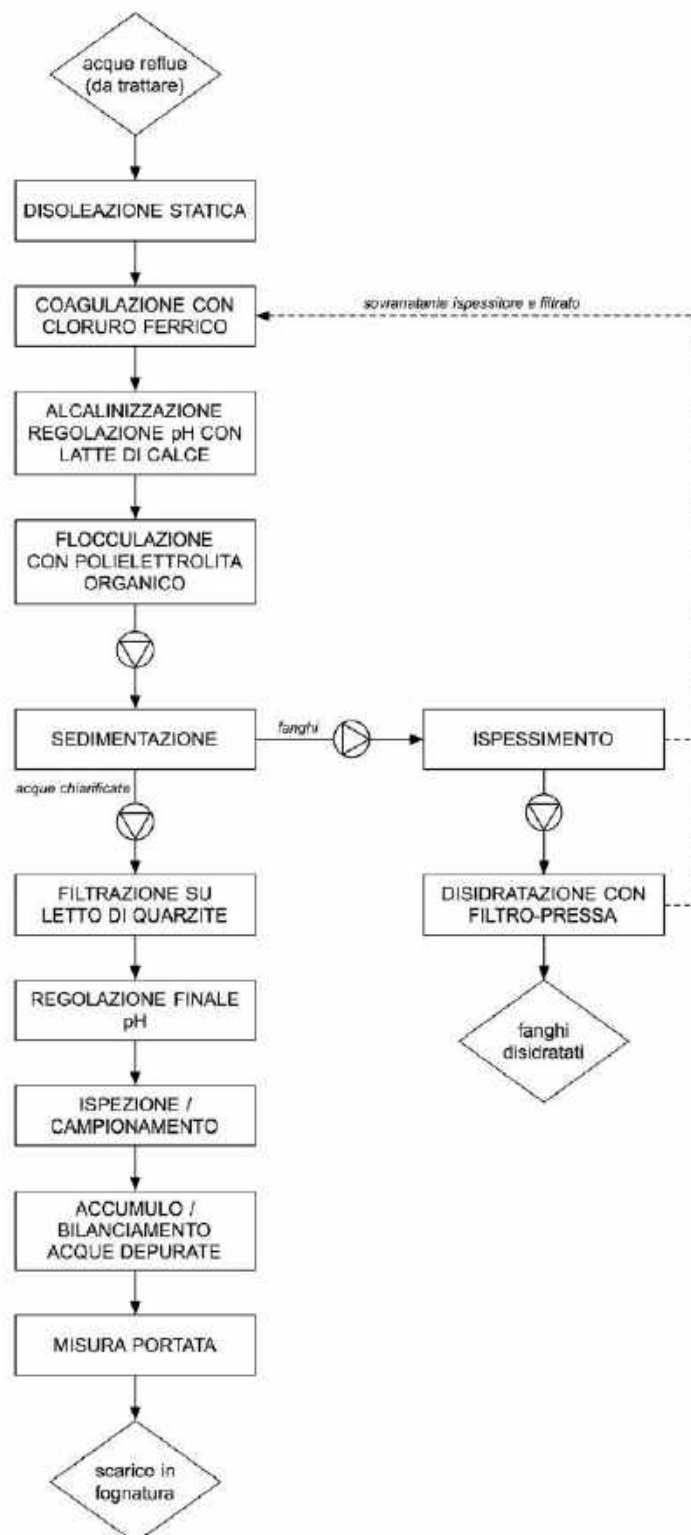 acque reflue
(da trattare)
DISOLEAZIONE STATICA
COAGULAZIONE CON
CLORURO FERRICO
sovranatante ispessitore e filtrato
ALCALINIZZAZIONE
REGOLAZIONE pH CON
LATTE DI CALCE
FLOCCULAZIONE
CON POLIELETTROLITA
ORGANICO
SEDIMENTAZIONE
fanghi
ISPESSIMENTO
acque chiarificate
FILTRAZIONE SU
LETTO DI QUARZITE
DISIDRATAZIONE CON
FILTRO-PRESSA
REGOLAZIONE FINALE
pH
fanghi
disidratati
ISPEZIONE /
CAMPIONAMENTO
ACCUMULO /
BILANCIAMENTO
ACQUE DEPURATE
MISURA PORTATA
scarico in
fognatura